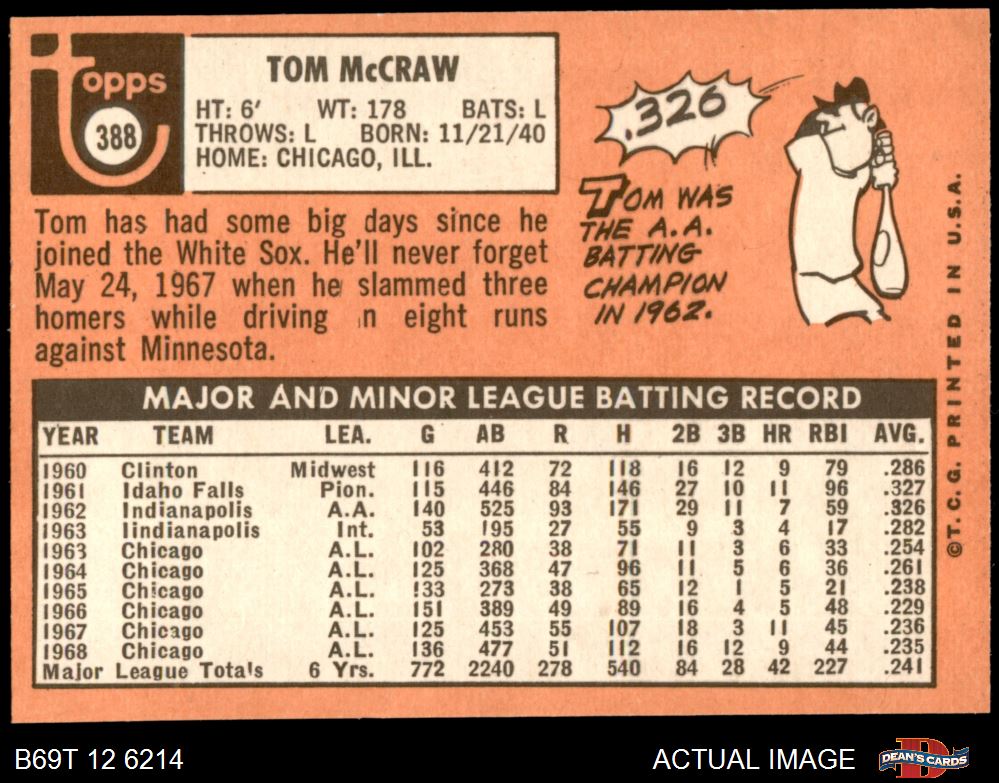 topps
388
TOM McCRAW
HT: 6' WT: 178 BATS: L
THROWS: L BORN: 11/21/40
HOME: CHICAGO, ILL.
Tom has had some big days since he
joined the White Sox. He'll never forget
May 24, 1967 when he slammed three
homers while driving in eight runs
against Minnesota.
.326
TOM WAS
THE A.A.
BATTING
CHAMPION
IN 1962.
MAJOR AND MINOR LEAGUE BATTING RECORD
YEAR TEAM LEA. G AB R H 2B 3B HR RBI AVG.
1960 Clinton Midwest 116 412 72 118 16 12 9 79 .286
1961 Idaho Falls Pion. 115 446 84 146 27 10 11 96 .327
1962 Indianapolis A.A. 140 525 93 171 29 11 7 59 .326
1963 Iindianapolis Int. 53 195 27 55 9 3 4 17 .282
1963 Chicago A.L. 102 280 38 71 11 3 6 33 .254
1964 Chicago A.L. 125 368 47 96 11 5 6 36 .261
1965 Chicago A.L. 133 273 38 65 12 1 5 21 .238
1966 Chicago A.L. 151 389 49 89 16 4 5 48 .229
1967 Chicago A.L. 125 453 55 107 18 3 11 45 .236
1968 Chicago A.L. 136 477 51 112 16 12 9 44 .235
Major League Totals 6 Yrs. 772 2240 278 540 84 28 42 227 .241
©T.C.G. PRINTED IN U.S.A.
B69T 12 6214
ACTUAL IMAGE
DEAN'S CARDS